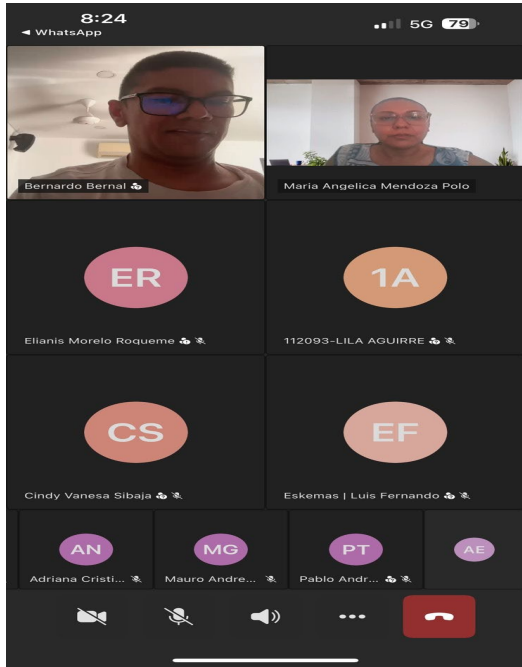 8:24
5G 79
◄ WhatsApp
Bernardo Bernal
Maria Angelica Mendoza Polo
ER
1A
Elianis Morelo Roqueme
112093-LILA AGUIRRE
CS
EF
Cindy Vanesa Sibaja
Eskemas | Luis Fernando
AN
MG
PT
AE
Adriana Cristi...
Mauro Andre...
Pablo Andr...